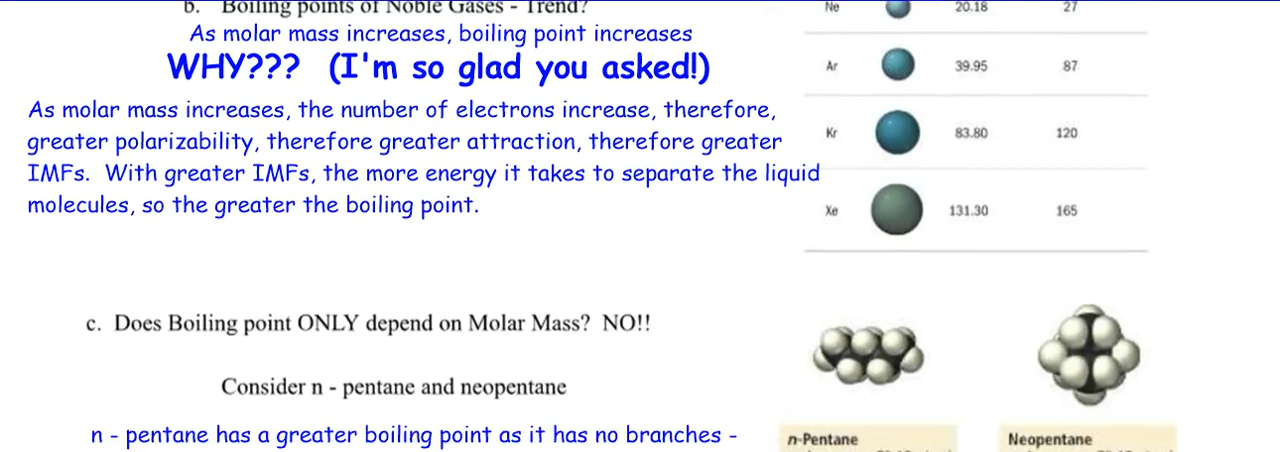 b. Boiling points of Noble Gases - Trend?
As molar mass increases, boiling point increases
WHY??? (I'm so glad you asked!)
As molar mass increases, the number of electrons increase, therefore,
greater polarizability, therefore greater attraction, therefore greater
IMFs. With greater IMFs, the more energy it takes to separate the liquid
molecules, so the greater the boiling point.
Ne 20.18 27
Ar 39.95 87
Kr 83.80 120
Xe 131.30 165
c. Does Boiling point ONLY depend on Molar Mass? NO!!
Consider n - pentane and neopentane
n - pentane has a greater boiling point as it has no branches -
n-Pentane
Neopentane